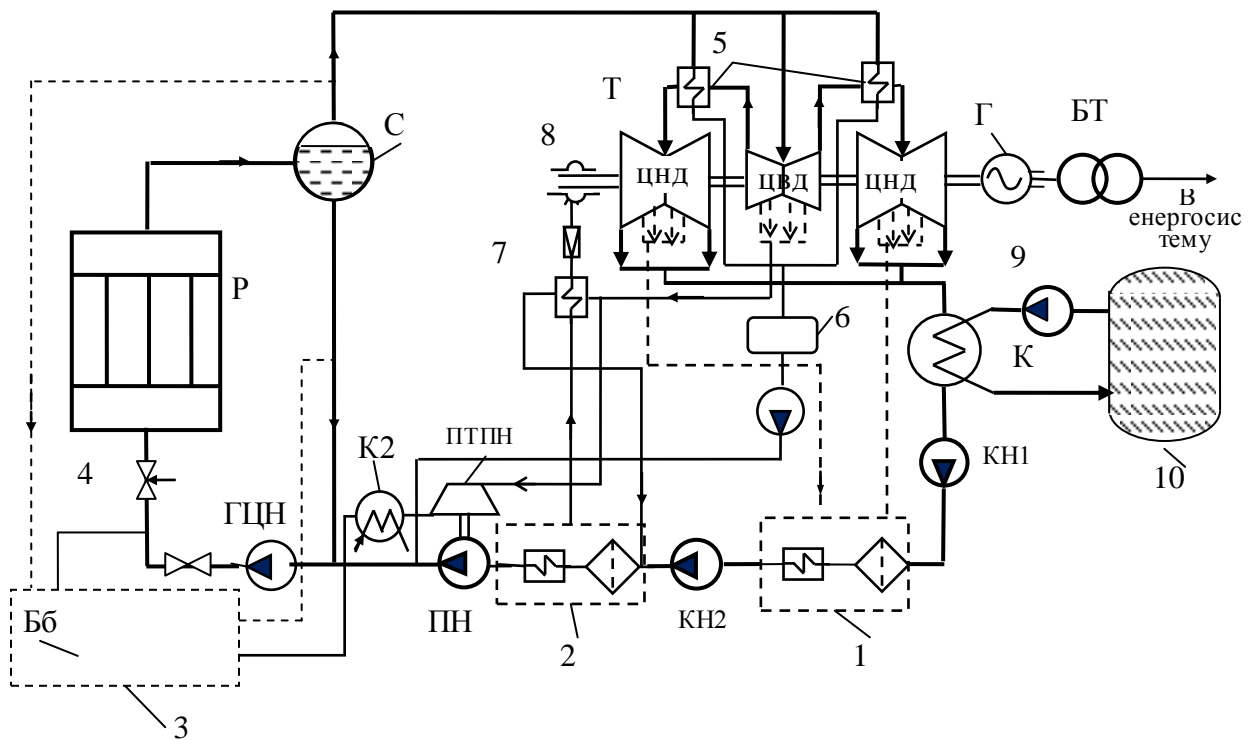 5
Т
Г
БТ
С
8
ЦНД
ЦВД
ЦНД
В
енергосис
тему
7
9
Р
6
К
ПТПН
К2
КН1
4
10
ГЦН
Бб
ПН
2
КН2
1
3